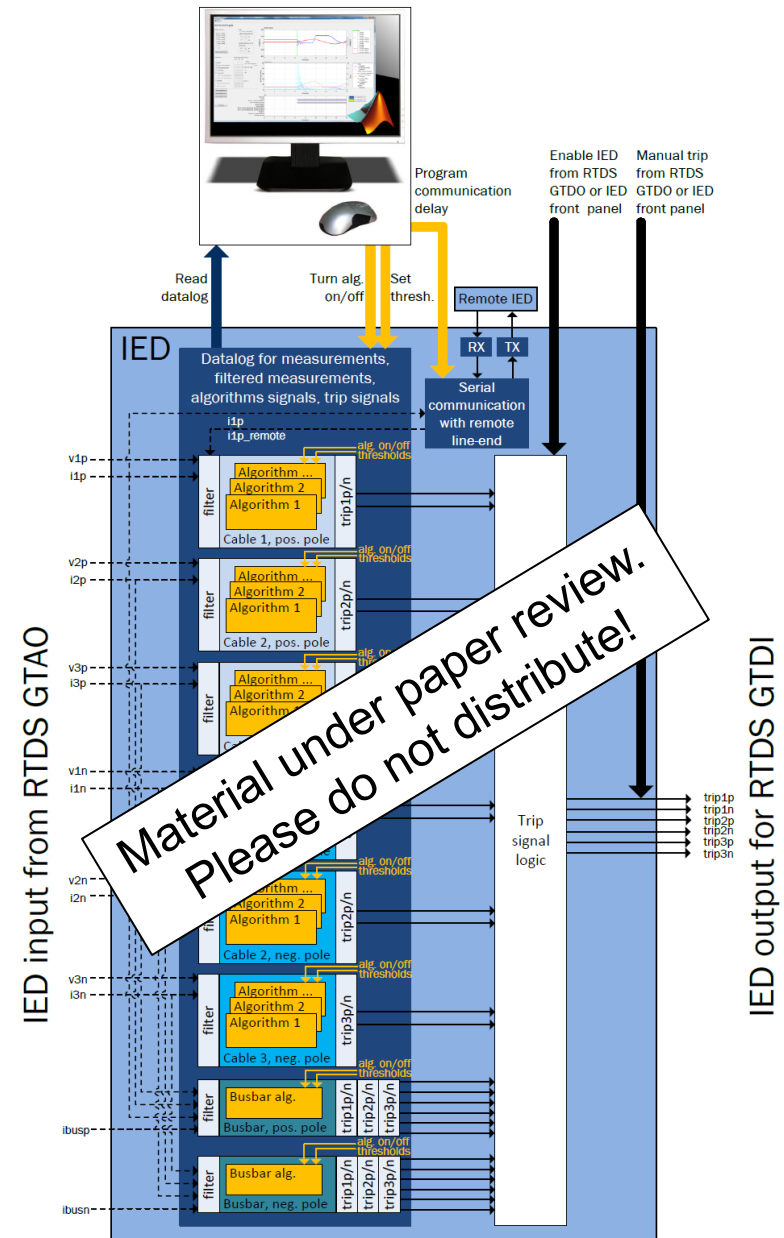 Program
communication
delay
Enable IED
from RTDS
GTDO or IED
front panel
Manual trip
from RTDS
GTDO or IED
front panel
Read
datalog
Turn alg.
on/off
Set
thresh.
Remote IED
RX
TX
IED
Datalog for measurements,
filtered measurements,
algorithms signals, trip signals
Serial
communication
with remote
line-end
i1p
i1p_remote
alg. on/off
thresholds
v1p
i1p
filter
Algorithm ...
Algorithm 2
Algorithm 1
Cable 1, pos. pole
trip1p/n
alg. on/off
thresholds
v2p
i2p
filter
Algorithm ...
Algorithm 2
Algorithm 1
Cable 2, pos. pole
trip2p/n
alg. on/off
v3p
i3p
filter
Algorithm ...
Algorithm 2
v1n
i1n
Material under paper review.
Please do not distribute!
IED input from RTDS GTAO
IED output for RTDS GTDI
Trip
signal
logic
trip1p
trip1n
trip2p
trip2n
trip3p
trip3n
pole
alg. on/off
thresholds
v2n
i2n
Algorithm 2
Algorithm 1
Cable 2, neg. pole
trip2p/n
alg. on/off
thresholds
v3n
i3n
filter
Algorithm ...
Algorithm 2
Algorithm 1
Cable 3, neg. pole
trip3p/n
alg. on/off
thresholds
filter
Busbar alg.
Busbar, pos. pole
trip1p/n
trip2p/n
trip3p/n
ibusp
alg. on/off
thresholds
filter
Busbar alg.
Busbar, neg. pole
trip1p/n
trip2p/n
trip3p/n
ibusn